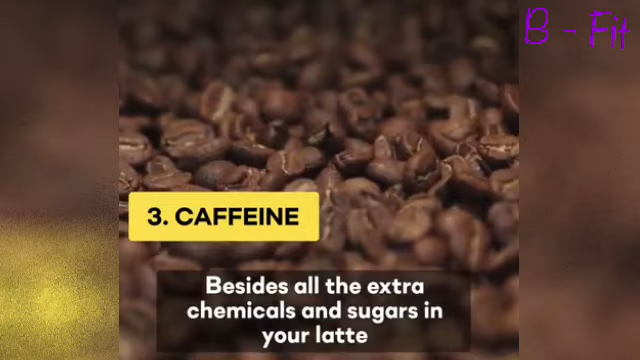 B - Fit
3. CAFFEINE
Besides all the extra
chemicals and sugars in
your latte